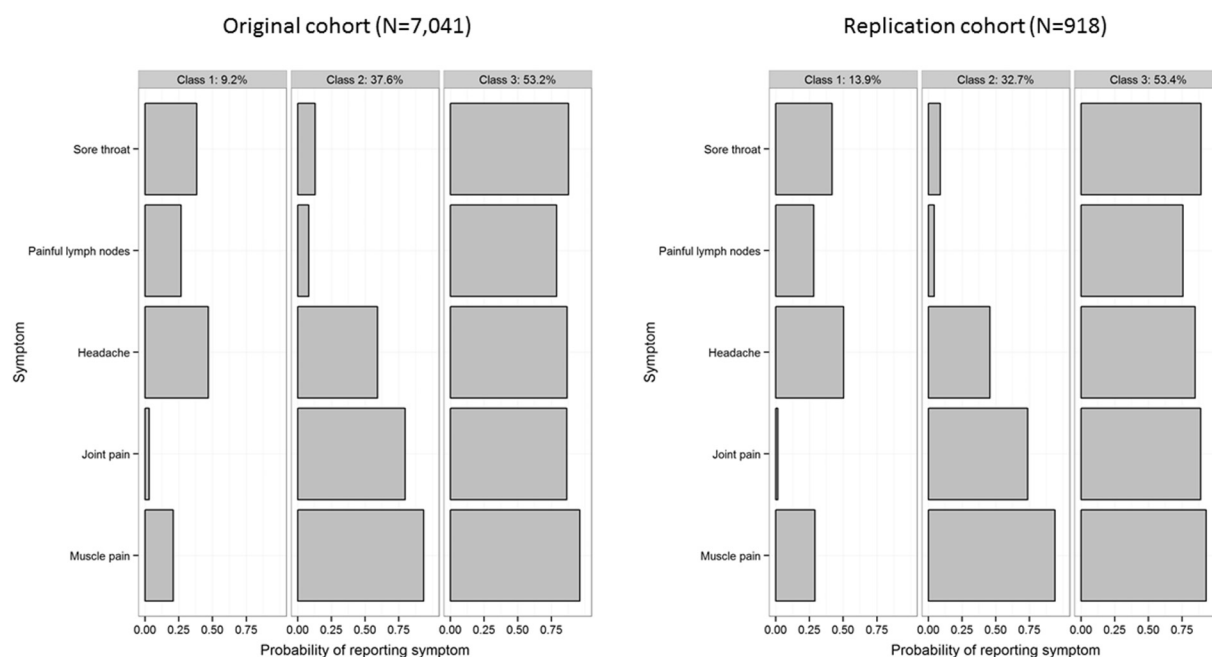 Original cohort (N=7,041)
Class 1: 9.2% Class 2: 37.6% Class 3: 53.2%
Symptom
Sore throat
Painful lymph nodes
Headache
Joint pain
Muscle pain
0.00 0.25 0.50 0.75 0.00 0.25 0.50 0.75 0.00 0.25 0.50 0.75
Probability of reporting symptom
Replication cohort (N=918)
Class 1: 13.9% Class 2: 32.7% Class 3: 53.4%
Symptom
Sore throat
Painful lymph nodes
Headache
Joint pain
Muscle pain
0.00 0.25 0.50 0.75 0.00 0.25 0.50 0.75 0.00 0.25 0.50 0.75
Probability of reporting symptom